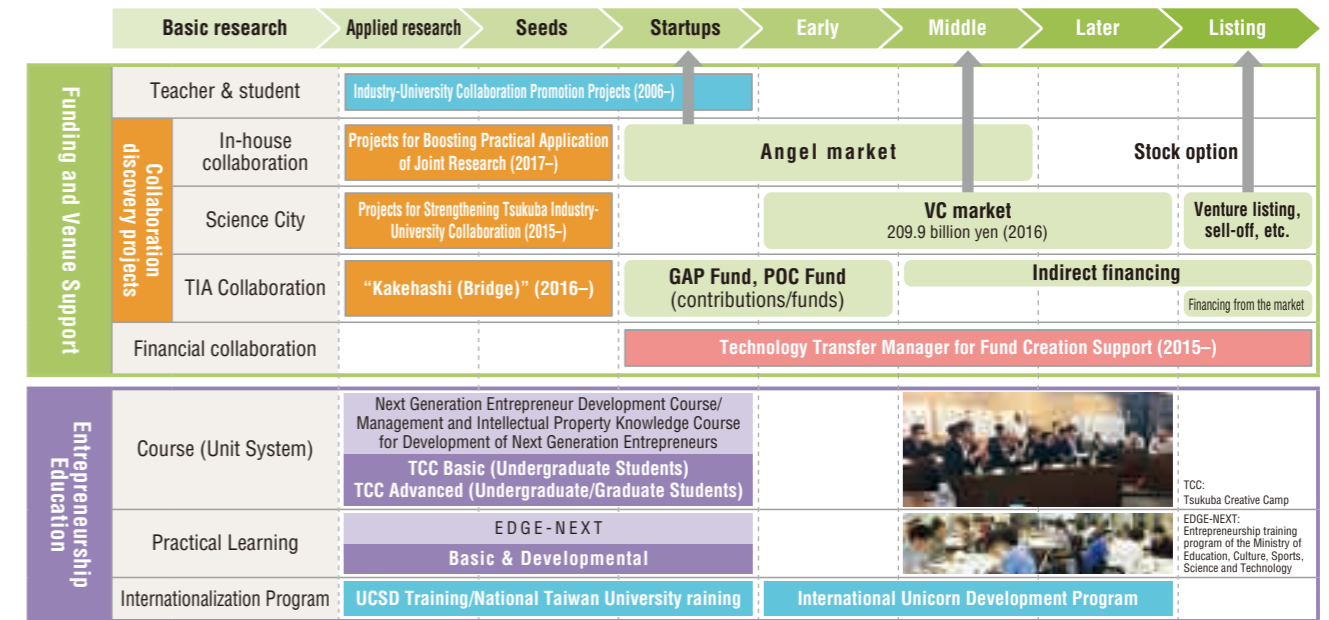 Basic research
Applied research
Seeds
Startups
Early
Middle
Later
Listing
Funding and Venue Support
Teacher & student
Industry-University Collaboration Promotion Projects (2006–)
Collaboration
discovery projects
In-house
collaboration
Projects for Boosting Practical Application
of Joint Research (2017–)
Angel market
Stock option
Science City
Projects for Strengthening Tsukuba Industry-
University Collaboration (2015–)
VC market
209.9 billion yen (2016)
Venture listing,
sell-off, etc.
TIA Collaboration
“Kakehashi (Bridge)” (2016–)
GAP Fund, POC Fund
(contributions/funds)
Indirect financing
Financing from the market
Financial collaboration
Technology Transfer Manager for Fund Creation Support (2015–)
Entrepreneurship
Education
Course (Unit System)
Next Generation Entrepreneur Development Course/
Management and Intellectual Property Knowledge Course
for Development of Next Generation Entrepreneurs
TCC Basic (Undergraduate Students)
TCC Advanced (Undergraduate/Graduate Students)
TCC:
Tsukuba Creative Camp
Practical Learning
EDGE-NEXT
Basic & Developmental
EDGE-NEXT:
Entrepreneurship training
program of the Ministry of
Education, Culture, Sports,
Science and Technology
Internationalization Program
UCSD Training/National Taiwan University raining
International Unicorn Development Program